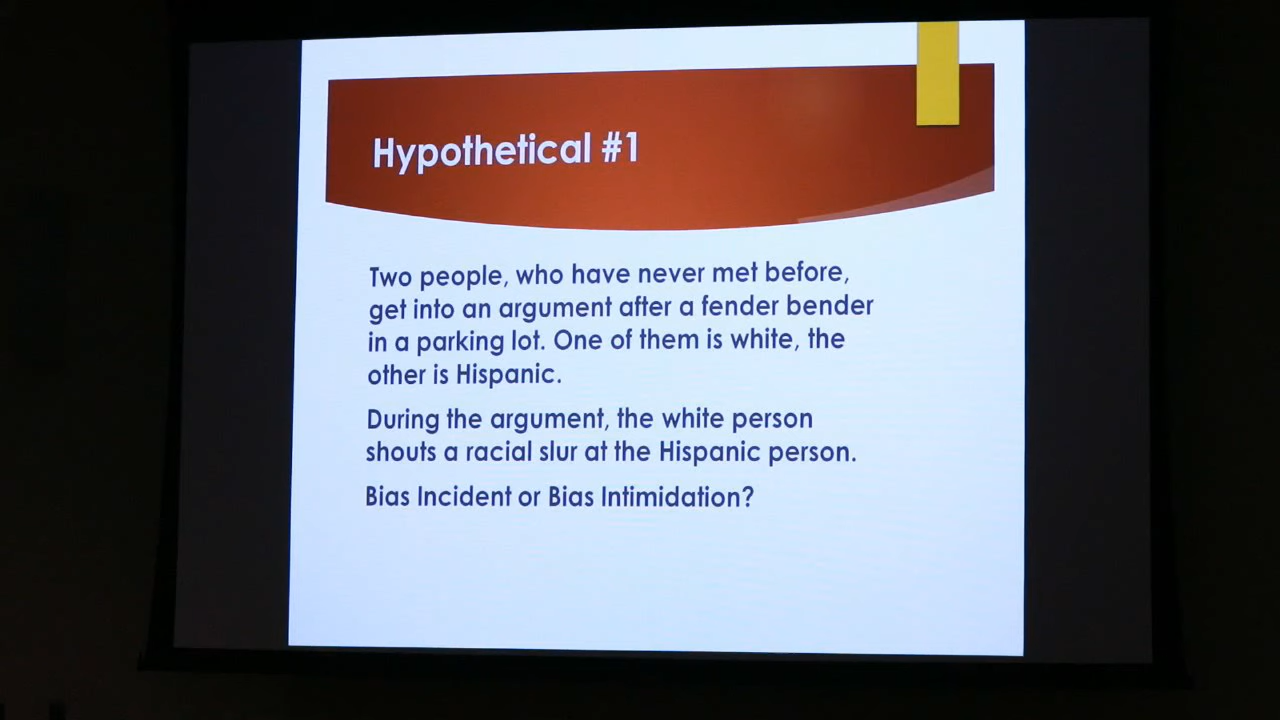 Hypothetical #1
Two people, who have never met before,
get into an argument after a fender bender
in a parking lot. One of them is white, the
other is Hispanic.
During the argument, the white person
shouts a racial slur at the Hispanic person.
Bias Incident or Bias Intimidation?